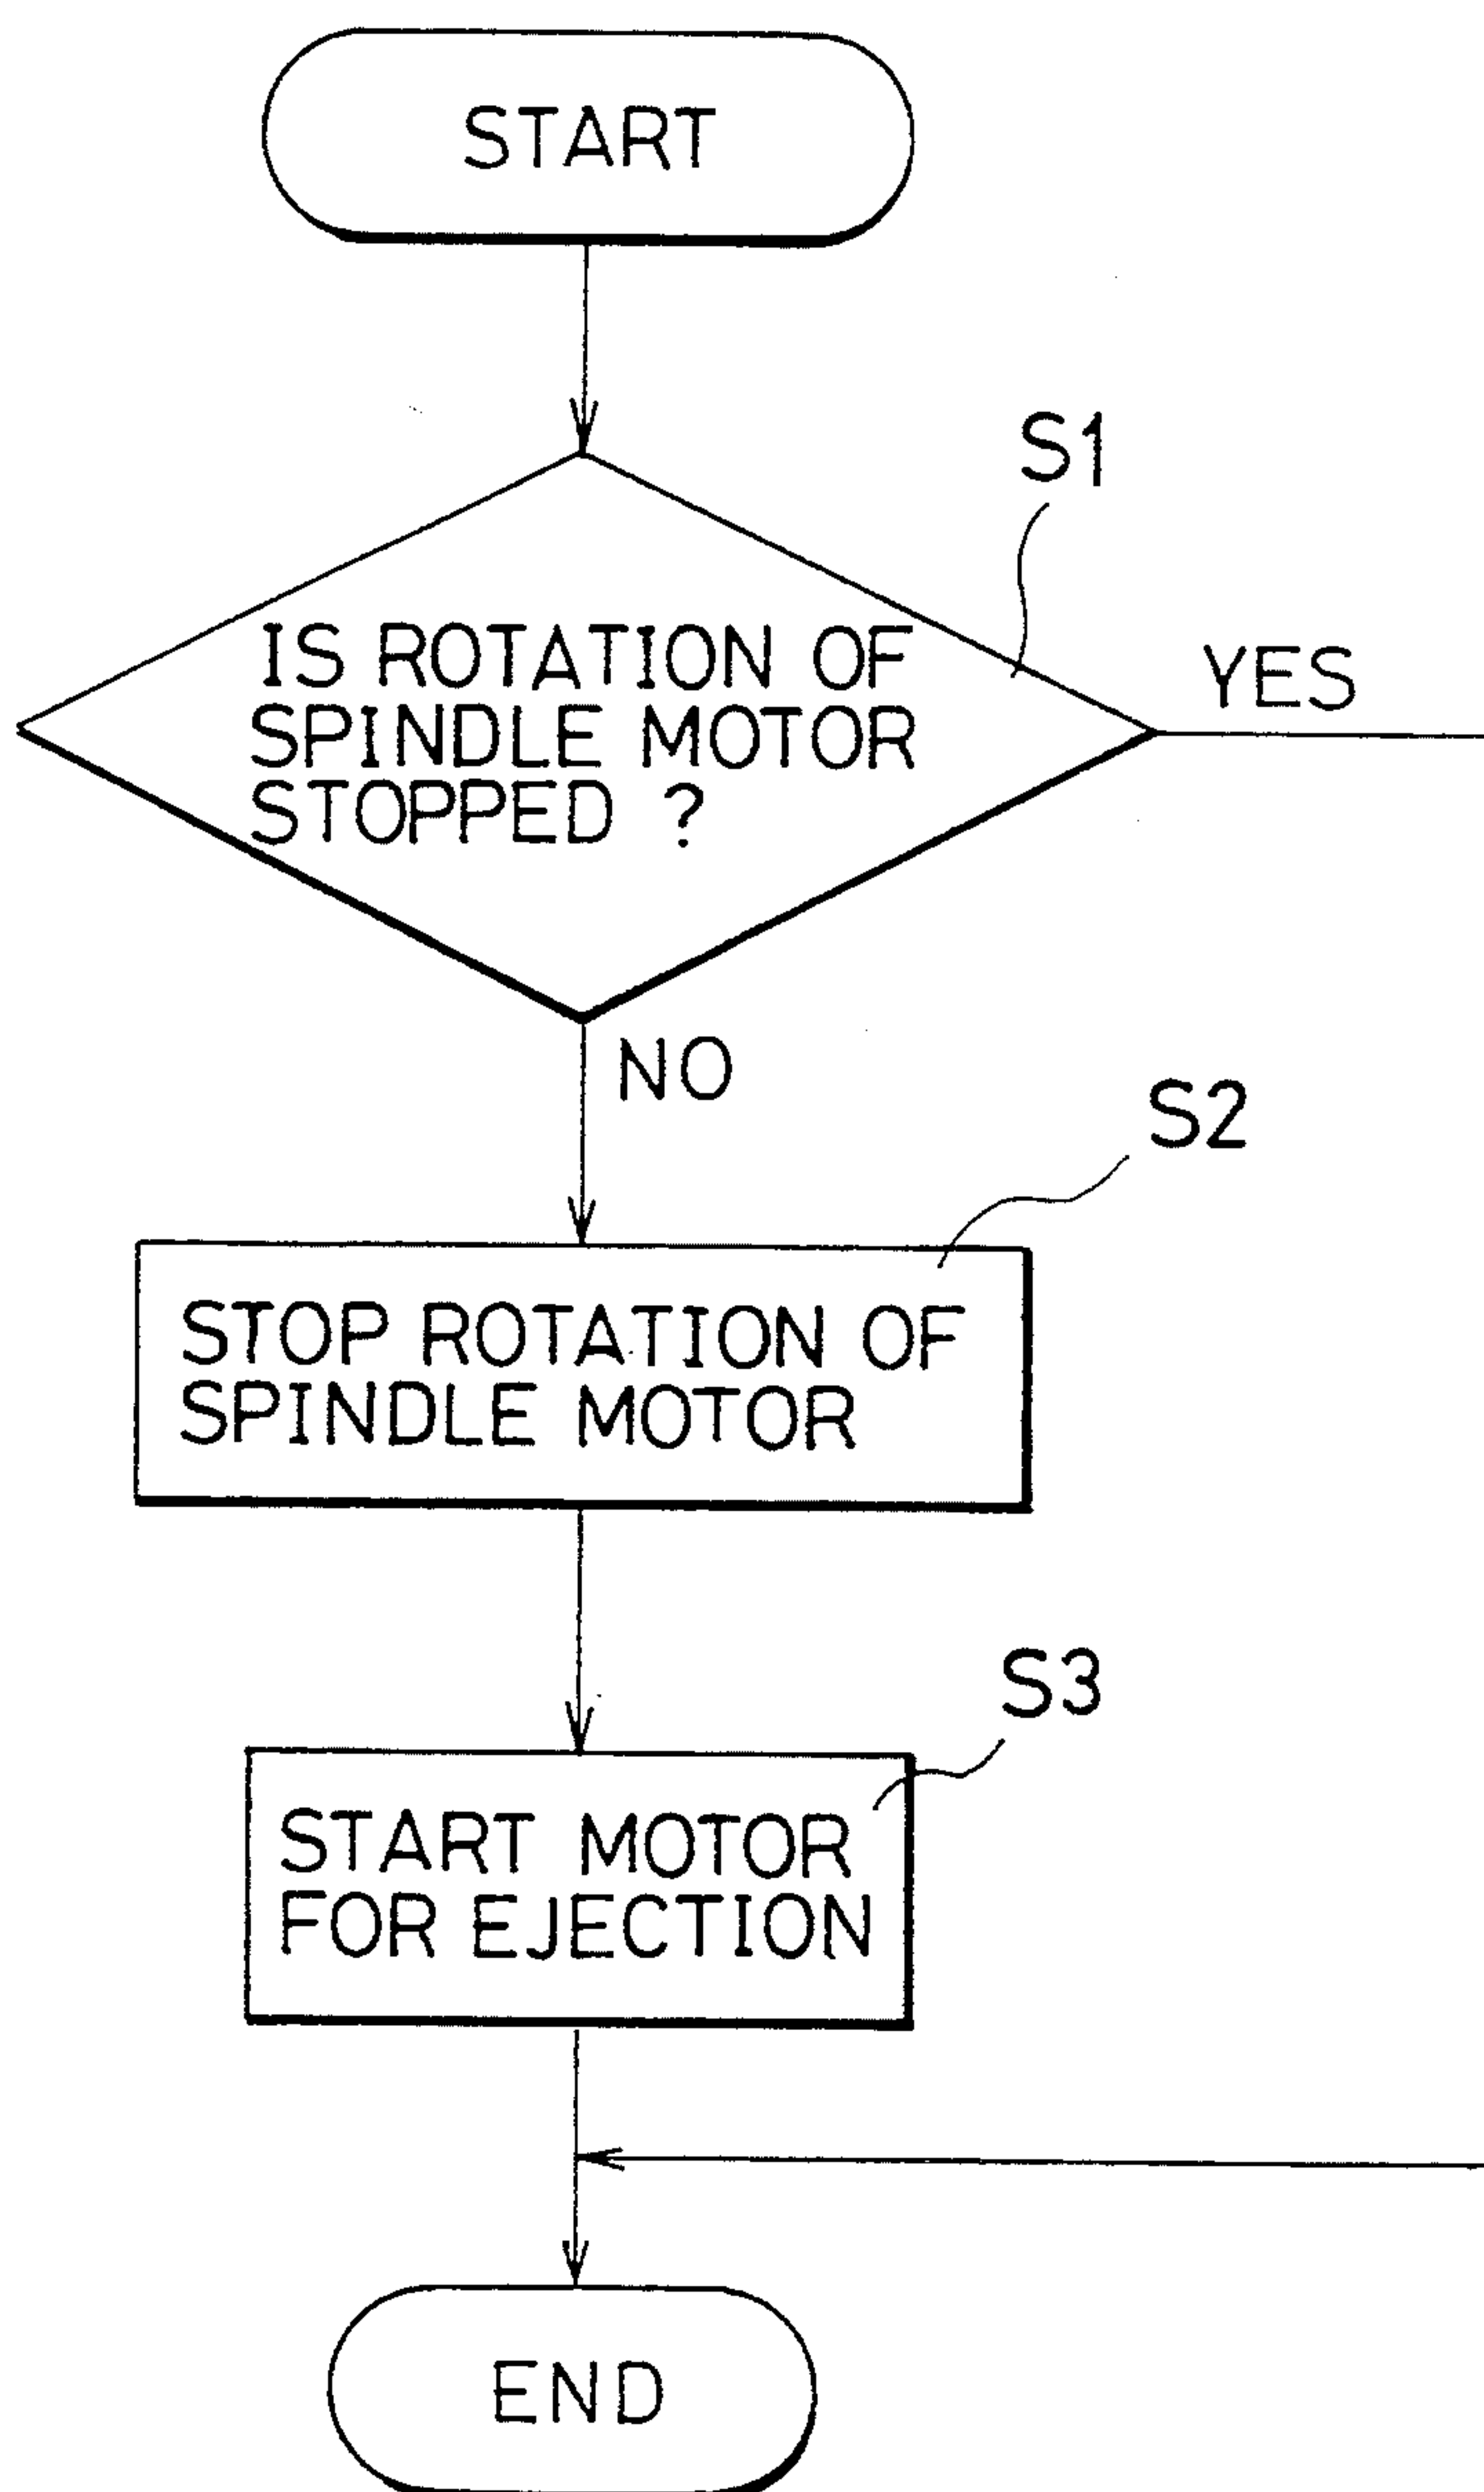 START
S1
IS ROTATION OF
SPINDLE MOTOR
STOPPED ?
YES
NO
S2
STOP ROTATION OF
SPINDLE MOTOR
S3
START MOTOR
FOR EJECTION
END